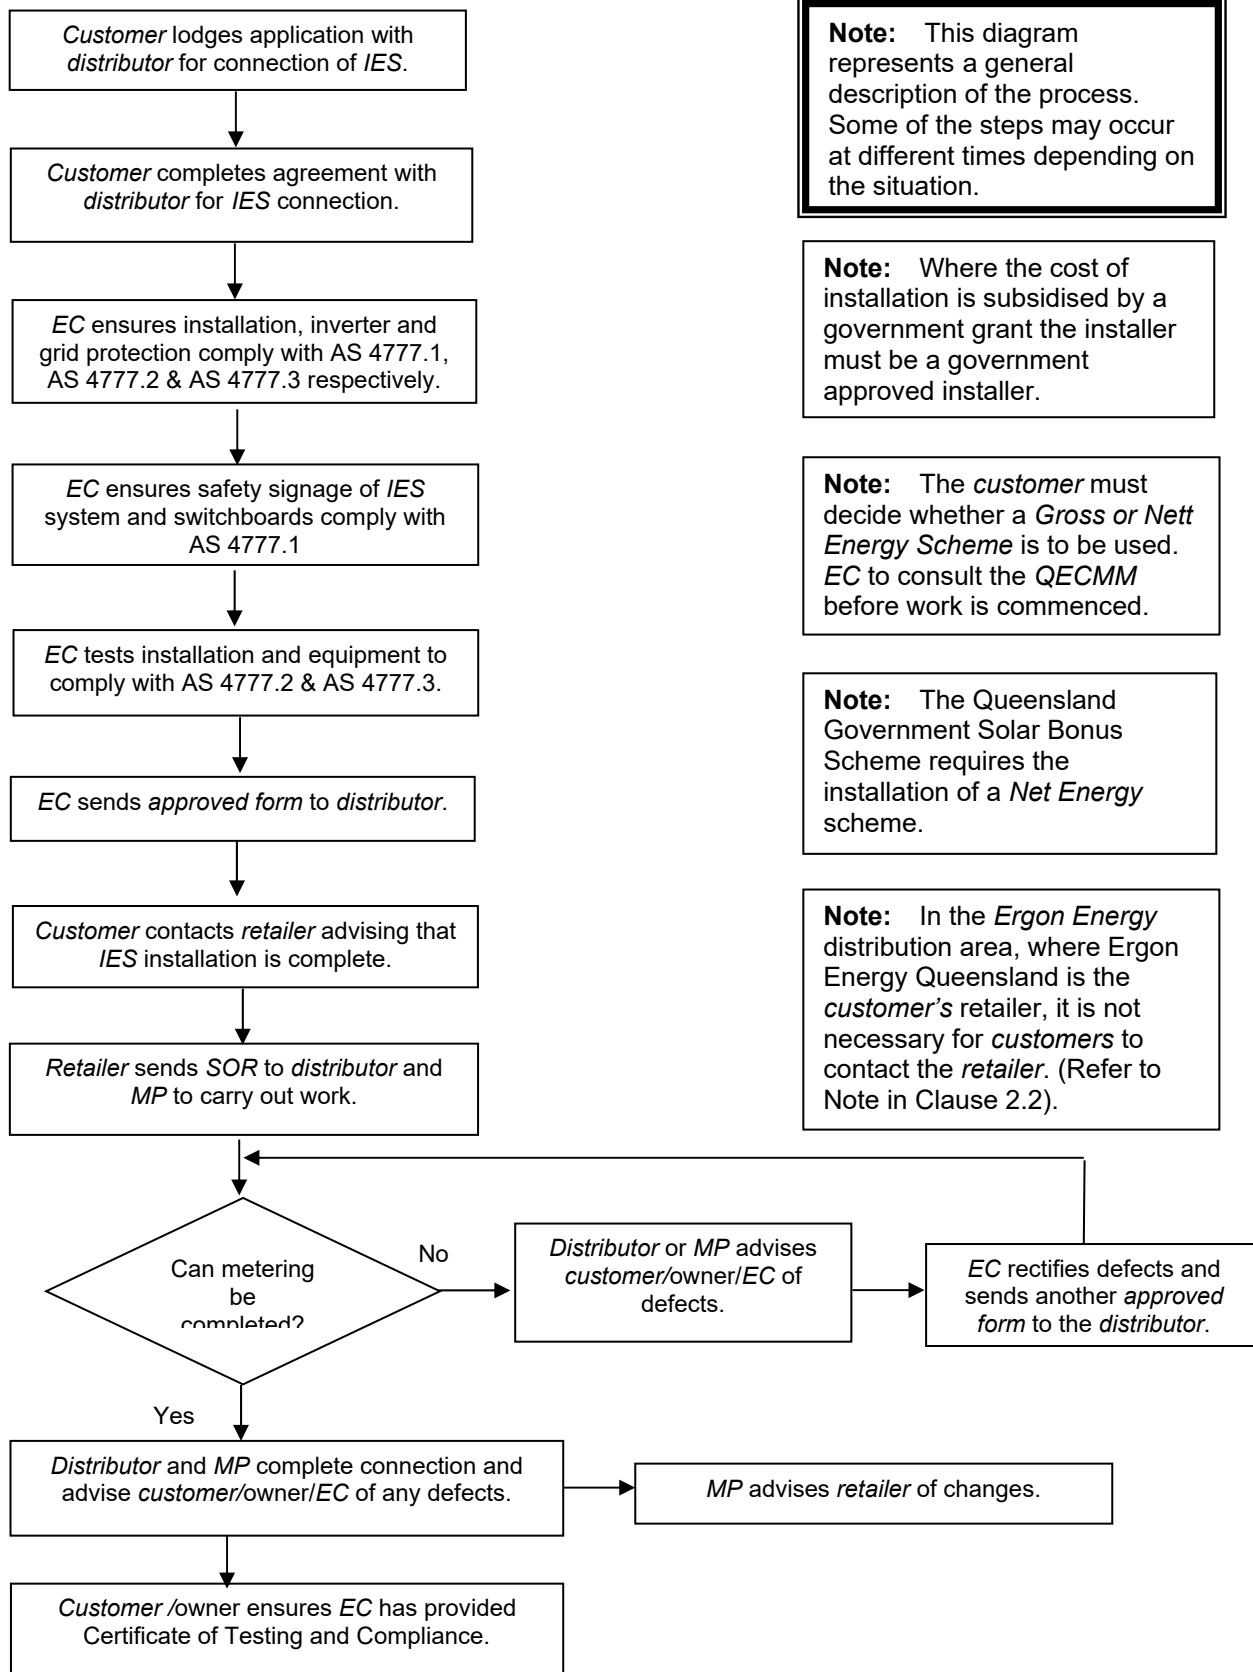 Customer lodges application with
distributor for connection of IES.
Customer completes agreement with
distributor for IES connection.
EC ensures installation, inverter and
grid protection comply with AS 4777.1,
AS 4777.2 & AS 4777.3 respectively.
EC ensures safety signage of IES
system and switchboards comply with
AS 4777.1
EC tests installation and equipment to
comply with AS 4777.2 & AS 4777.3.
EC sends approved form to distributor.
Customer contacts retailer advising that
IES installation is complete.
Retailer sends SOR to distributor and
MP to carry out work.
Can metering
be
completed?
No
Distributor or MP advises
customer/owner/EC of
defects.
EC rectifies defects and
sends another approved
form to the distributor.
Yes
Distributor and MP complete connection and
advise customer/owner/EC of any defects.
MP advises retailer of changes.
Customer /owner ensures EC has provided
Certificate of Testing and Compliance.
Note: This diagram
represents a general
description of the process.
Some of the steps may occur
at different times depending on
the situation.
Note: Where the cost of
installation is subsidised by a
government grant the installer
must be a government
approved installer.
Note: The customer must
decide whether a Gross or Nett
Energy Scheme is to be used.
EC to consult the QECMM
before work is commenced.
Note: The Queensland
Government Solar Bonus
Scheme requires the
installation of a Net Energy
scheme.
Note: In the Ergon Energy
distribution area, where Ergon
Energy Queensland is the
customer's retailer, it is not
necessary for customers to
contact the retailer. (Refer to
Note in Clause 2.2).